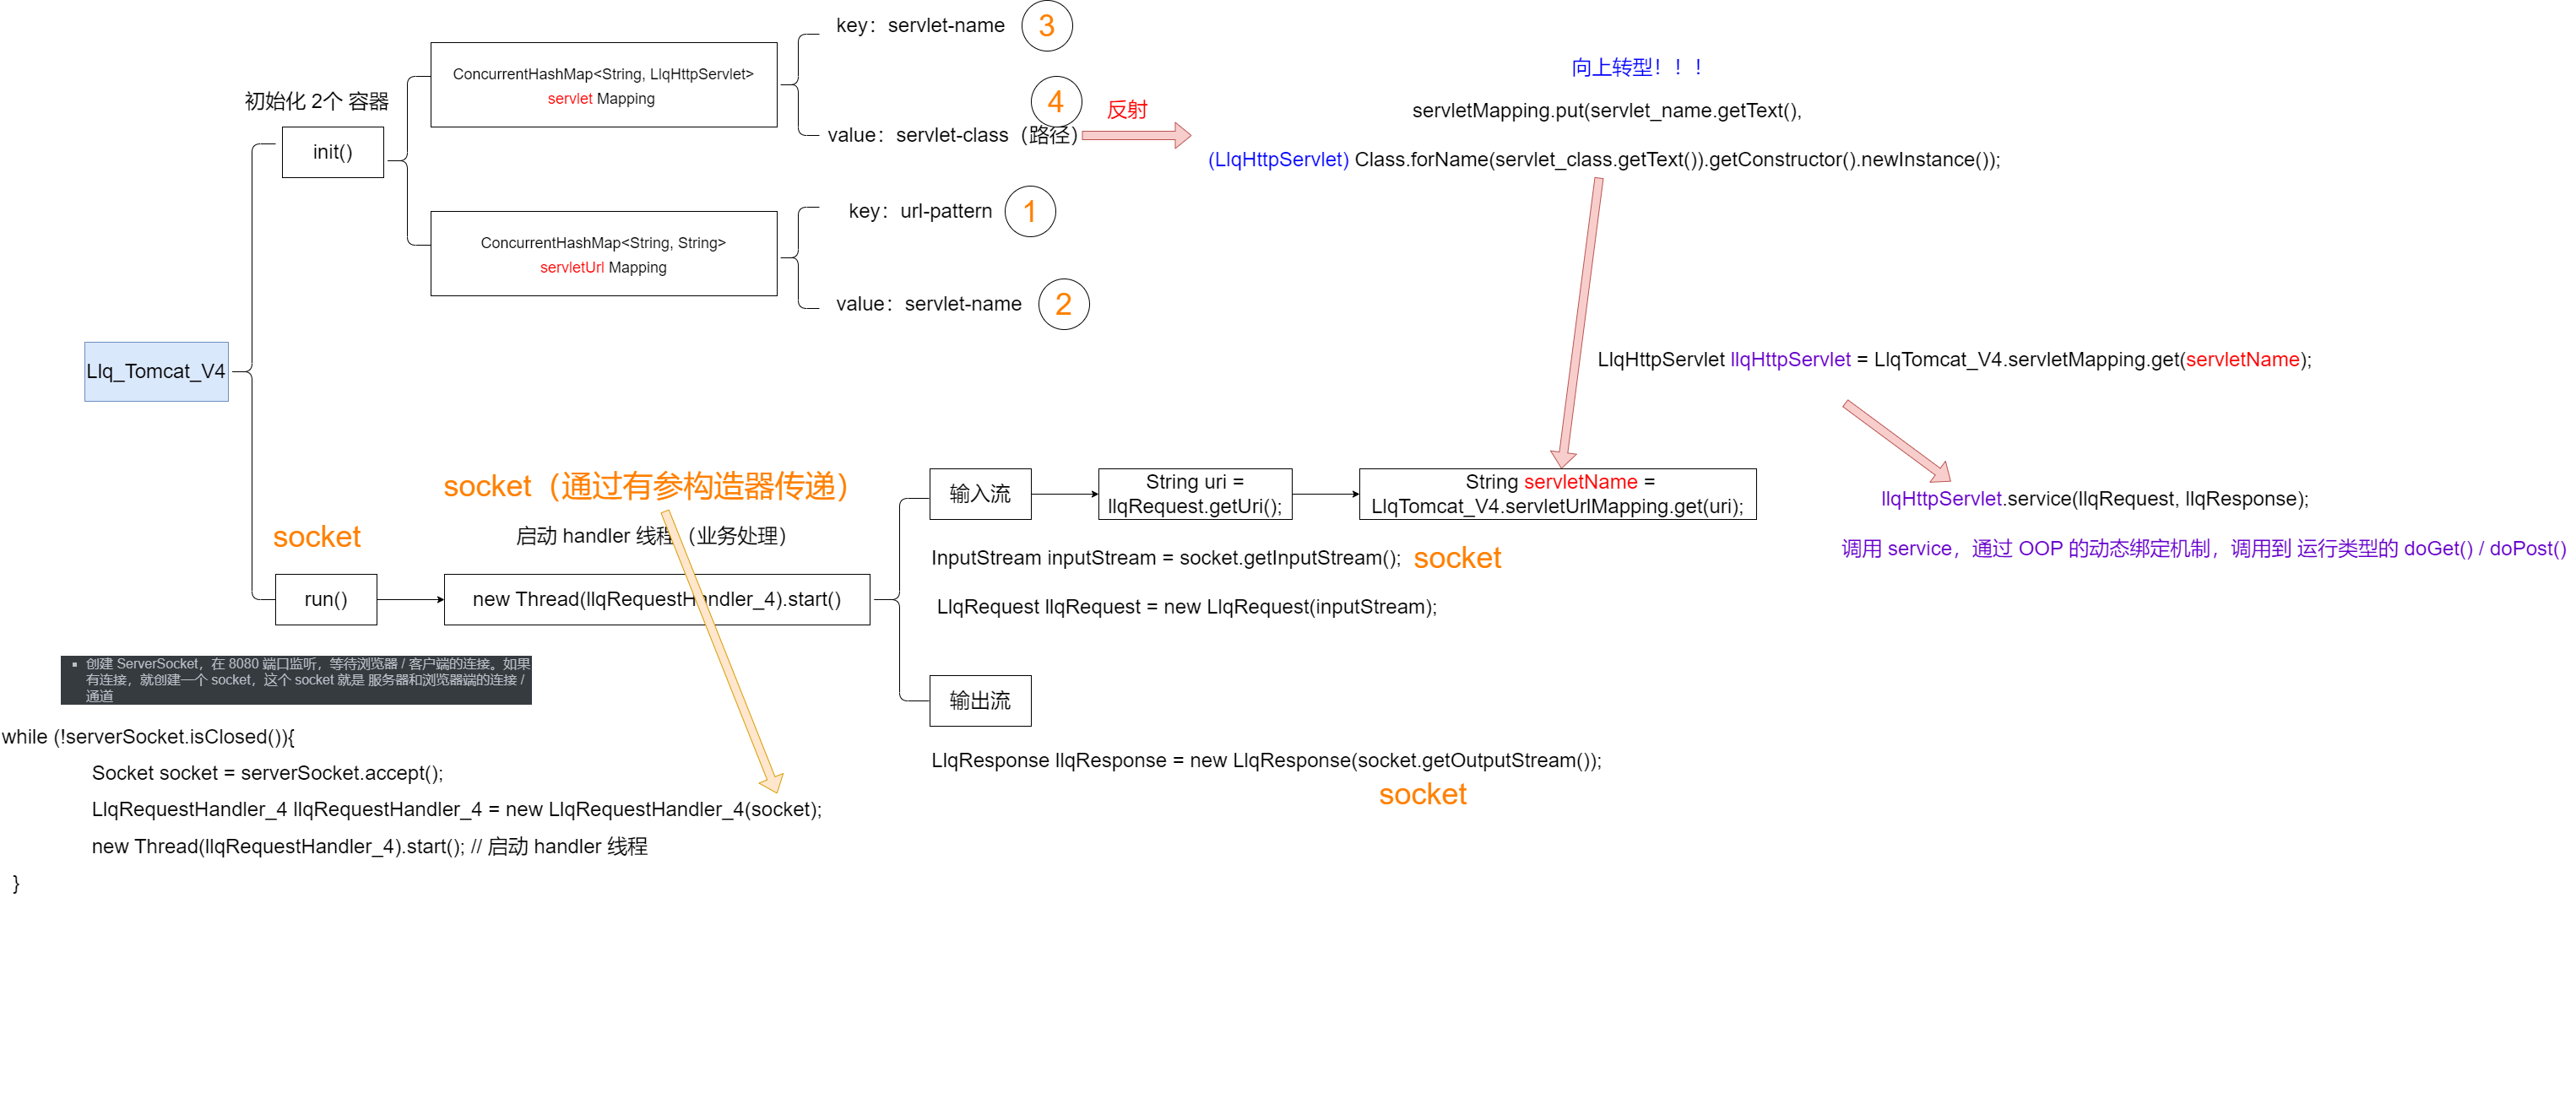 key：servlet-name
3
ConcurrentHashMap<String, LlqHttpServlet>
servlet Mapping
初始化 2个 容器
init()
4
value：servlet-class（路径）
反射
向上转型！！！
servletMapping.put(servlet_name.getText(),
(LlqHttpServlet) Class.forName(servlet_class.getText()).getConstructor().newInstance());
key：url-pattern
1
ConcurrentHashMap<String, String>
servletUrl Mapping
value：servlet-name
2
Llq_Tomcat_V4
LlqHttpServlet llqHttpServlet = LlqTomcat_V4.servletMapping.get(servletName);
socket（通过有参构造器传递）
socket
启动 handler 线程（业务处理）
run()
new Thread(llqRequestHandler_4).start()
输入流
String uri =
llqRequest.getUri();
String servletName =
LlqTomcat_V4.servletUrlMapping.get(uri);
llqHttpServlet.service(llqRequest, llqResponse);
调用 service，通过 OOP 的动态绑定机制，调用到 运行类型的 doGet() / doPost()
InputStream inputStream = socket.getInputStream();
socket
LlqRequest llqRequest = new LlqRequest(inputStream);
输出流
LlqResponse llqResponse = new LlqResponse(socket.getOutputStream());
socket
创建 ServerSocket，在 8080 端口监听，等待浏览器 / 客户端的连接。如果
有连接，就创建一个 socket，这个 socket 就是 服务器和浏览器端的连接 /
通道
while (!serverSocket.isClosed()){
Socket socket = serverSocket.accept();
LlqRequestHandler_4 llqRequestHandler_4 = new LlqRequestHandler_4(socket);
new Thread(llqRequestHandler_4).start(); // 启动 handler 线程
}